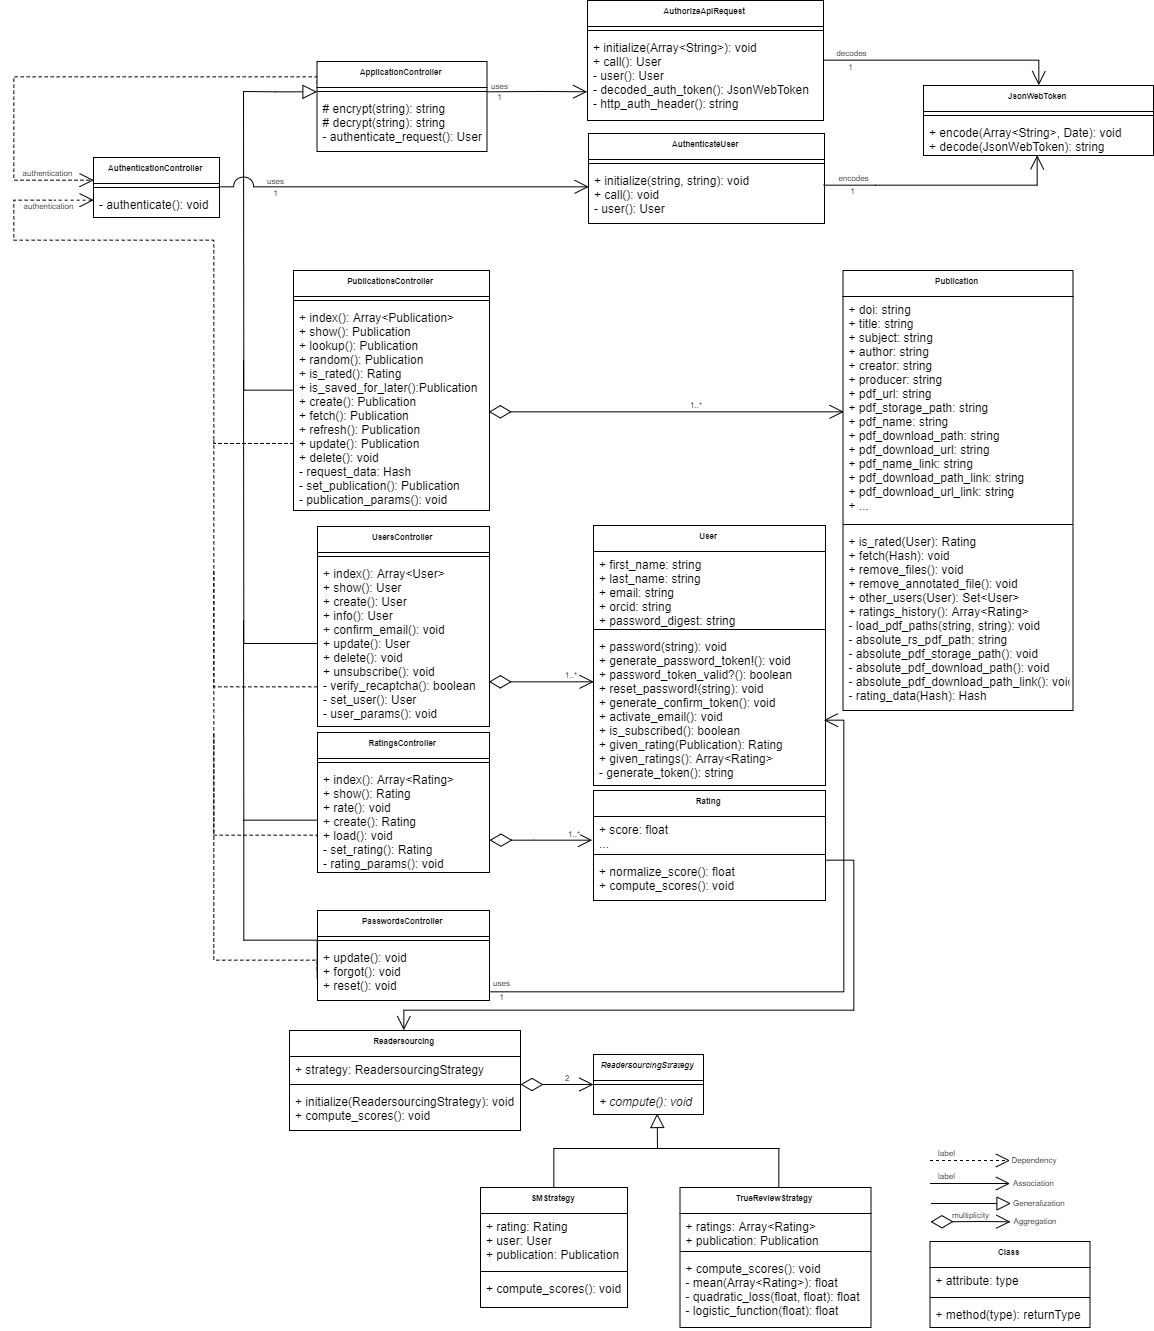 AuthorizeApiRequest
+ initialize(Array<String>): void
+ call(): User
- user(): User
- decoded_auth_token(): JsonWebToken
- http_auth_header(): string
decodes
1
ApplicationController
# encrypt(string): string
# decrypt(string): string
- authenticate_request(): User
uses
1
JsonWebToken
+ encode(Array<String>, Date): void
+ decode(JsonWebToken): string
AuthenticateUser
+ initialize(string, string): void
+ call(): void
- user(): User
encodes
1
AuthenticationController
- authenticate(): void
authentication
authentication
uses
1
PublicationsController
+ index(): Array<Publication>
+ show(): Publication
+ lookup(): Publication
+ random(): Publication
+ is_rated(): Rating
+ is_saved_for_later():Publication
+ create(): Publication
+ fetch(): Publication
+ refresh(): Publication
+ update(): Publication
+ delete(): void
- request_data: Hash
- set_publication(): Publication
- publication_params(): void
1..*
Publication
+ doi: string
+ title: string
+ subject: string
+ author: string
+ creator: string
+ producer: string
+ pdf_url: string
+ pdf_storage_path: string
+ pdf_name: string
+ pdf_download_path: string
+ pdf_download_url: string
+ pdf_name_link: string
+ pdf_download_path_link: string
+ pdf_download_url_link: string
+ ...
+ is_rated(User): Rating
+ fetch(Hash): void
+ remove_files(): void
+ remove_annotated_file(): void
+ other_users(User): Set<User>
+ ratings_history(): Array<Rating>
- load_pdf_paths(string, string): void
- absolute_rs_pdf_path: string
- absolute_pdf_storage_path(): void
- absolute_pdf_download_path(): void
- absolute_pdf_download_path_link(): voi
- rating_data(Hash): Hash
UsersController
+ index(): Array<User>
+ show(): User
+ create(): User
+ info(): User
+ confirm_email(): void
+ update(): User
+ delete(): void
+ unsubscribe(): void
- verify_recaptcha(): boolean
- set_user(): User
- user_params(): void
1..*
User
+ first_name: string
+ last_name: string
+ email: string
+ orcid: string
+ password_digest: string
+ password(string): void
+ generate_password_token!(): void
+ password_token_valid?(): boolean
+ reset_password!(string): void
+ generate_confirm_token(): void
+ activate_email(): void
+ is_subscribed(): boolean
+ given_rating(Publication): Rating
+ given_ratings(): Array<Rating>
- generate_token(): string
RatingsController
+ index(): Array<Rating>
+ show(): Rating
+ rate(): void
+ create(): Rating
+ load(): void
- set_rating(): Rating
- rating_params(): void
1..*
Rating
+ score: float
...
+ normalize_score(): float
+ compute_scores(): void
PasswordsController
+ update(): void
+ forgot(): void
+ reset(): void
uses
1
Readersourcing
+ strategy: ReadersourcingStrategy
+ initialize(ReadersourcingStrategy): void
+ compute_scores(): void
2
ReadersourcingStrategy
+ compute(): void
SMStrategy
+ rating: Rating
+ user: User
+ publication: Publication
+ compute_scores(): void
TrueReviewStrategy
+ ratings: Array<Rating>
+ publication: Publication
+ compute_scores(): void
- mean(Array<Rating>): float
- quadratic_loss(float, float): float
- logistic_function(float): float
label
Dependency
label
Association
Generalization
multiplicity
Aggregation
Class
+ attribute: type
+ method(type): returnType